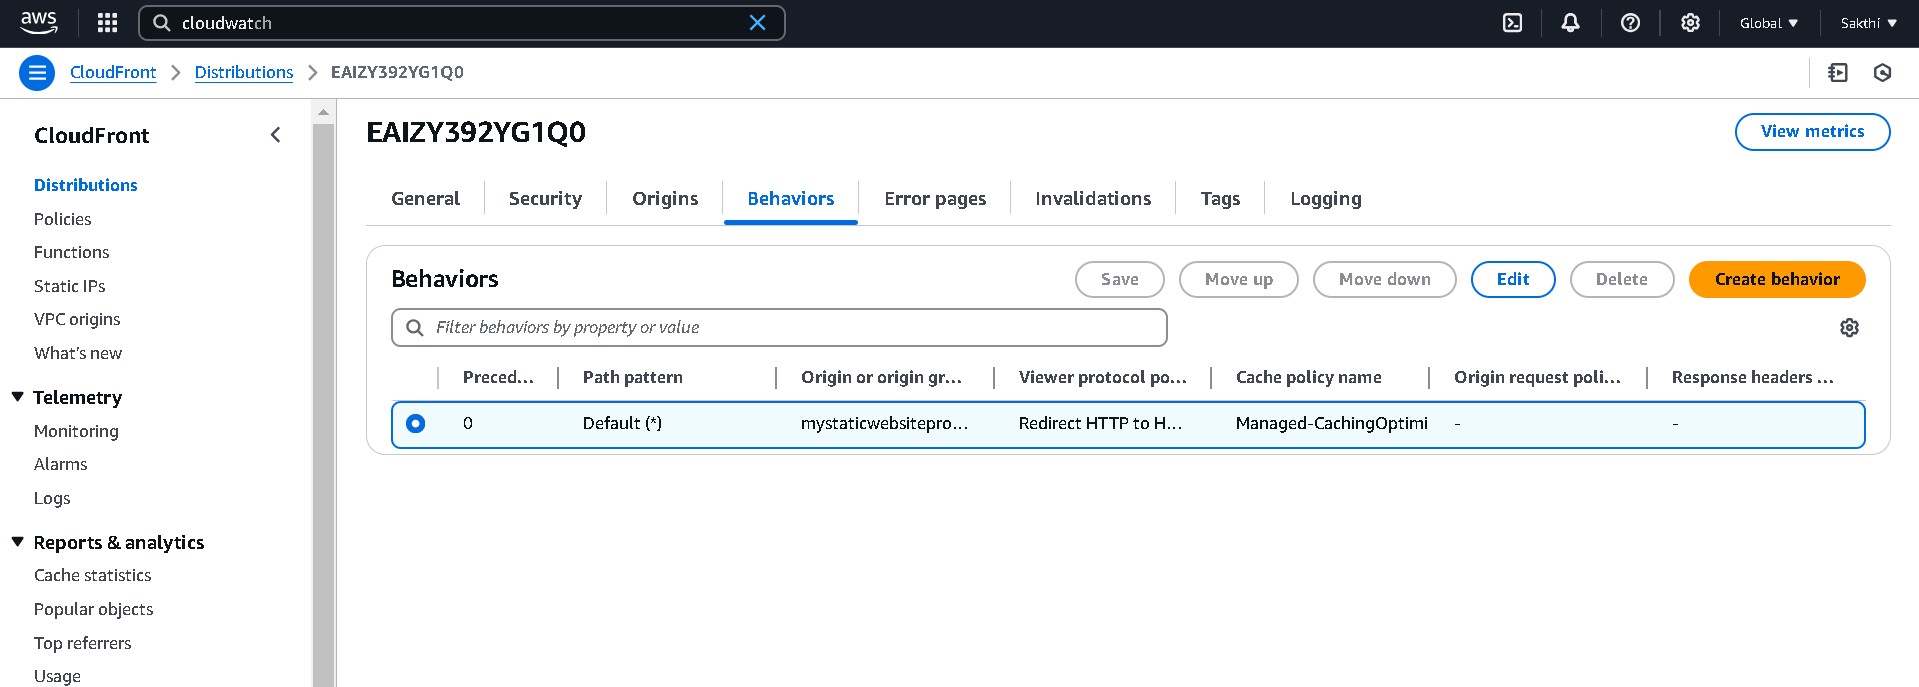 aws
cloudwatch
Global ▼
Sakthi ▼
CloudFront > Distributions > EAIZY392YG1Q0
CloudFront
Distributions
Policies
Functions
Static IPs
VPC origins
What's new
Telemetry
Monitoring
Alarms
Logs
Reports & analytics
Cache statistics
Popular objects
Top referrers
Usage
EAIZY392YG1Q0
View metrics
General Security Origins Behaviors Error pages Invalidations Tags Logging
Behaviors
Save Move up Move down Edit Delete Create behavior
Filter behaviors by property or value
Preced... Path pattern Origin or origin gr... Viewer protocol po... Cache policy name Origin request poli... Response headers ...
0 Default (*) mystaticwebsitepro... Redirect HTTP to H... Managed-CachingOptimi - -